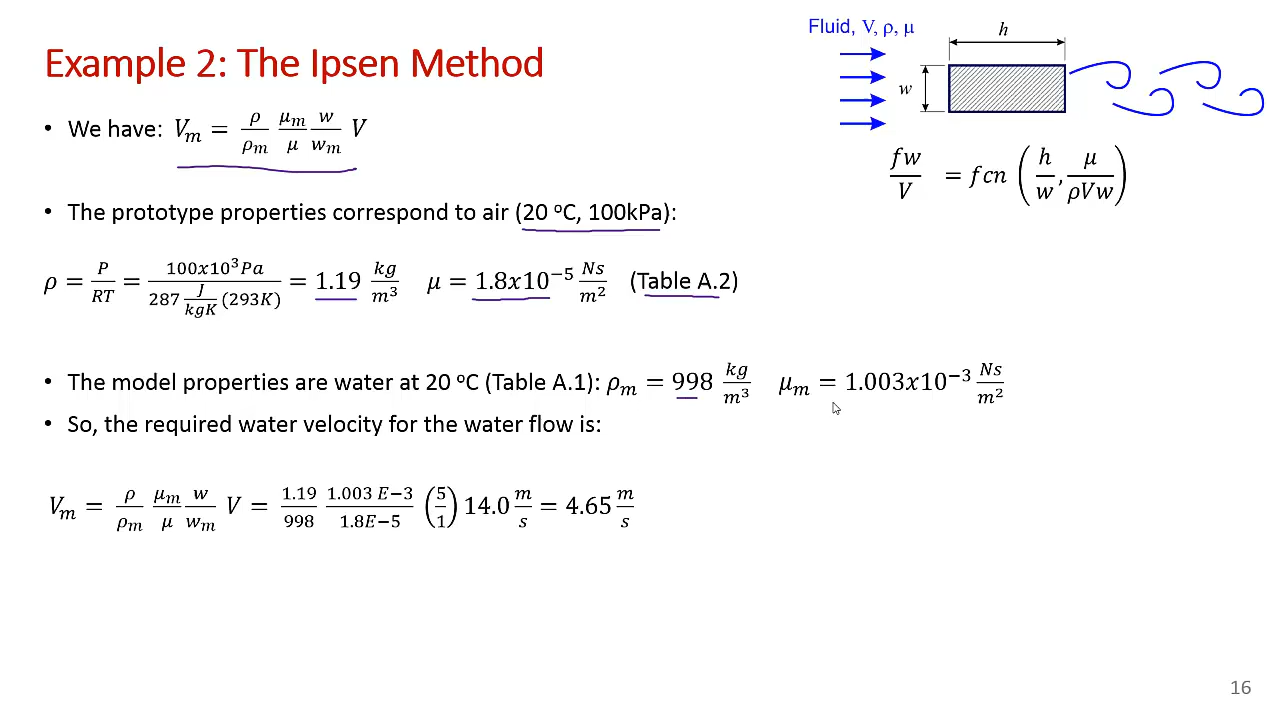 Example 2: The Ipsen Method
Fluid, V, ρ, μ
h
w
• We have: V_m = ρ/ρ_m μ_m/μ w/w_m V
fw/V = fcn (h/w, μ/ρVw)
• The prototype properties correspond to air (20 ºC, 100kPa):
ρ = P/RT = 100x10³Pa / 287 J/kgK (293K) = 1.19 kg/m³ μ = 1.8x10⁻⁵ Ns/m² (Table A.2)
• The model properties are water at 20 ºC (Table A.1): ρ_m = 998 kg/m³ μ_m = 1.003x10⁻³ Ns/m²
• So, the required water velocity for the water flow is:
V_m = ρ/ρ_m μ_m/μ w/w_m V = 1.19/998 1.003 E−3/1.8E−5 (5/1) 14.0 m/s = 4.65 m/s
16